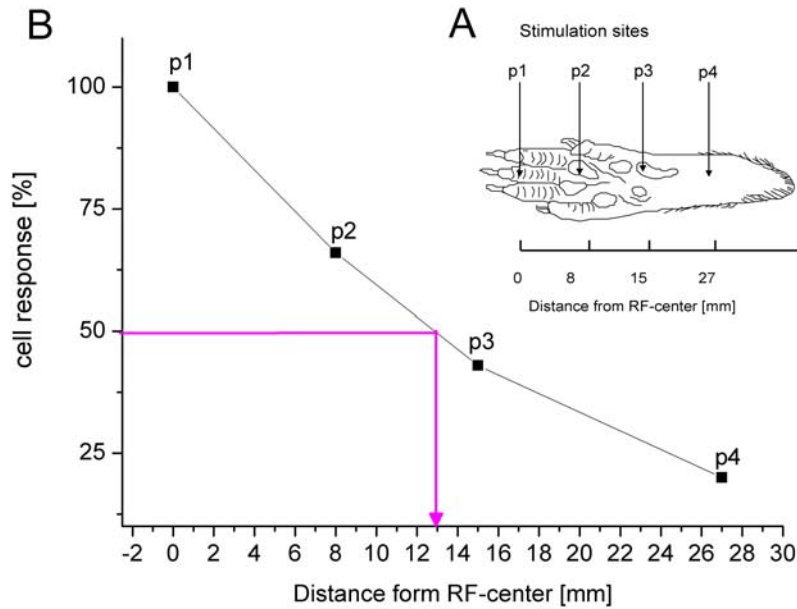 B
A
Stimulation sites
p1 p2 p3 p4
0 8 15 27
Distance from RF-center [mm]
cell response [%]
100
75
50
25
p1
p2
p3
p4
-2 0 2 4 6 8 10 12 14 16 18 20 22 24 26 28 30
Distance form RF-center [mm]